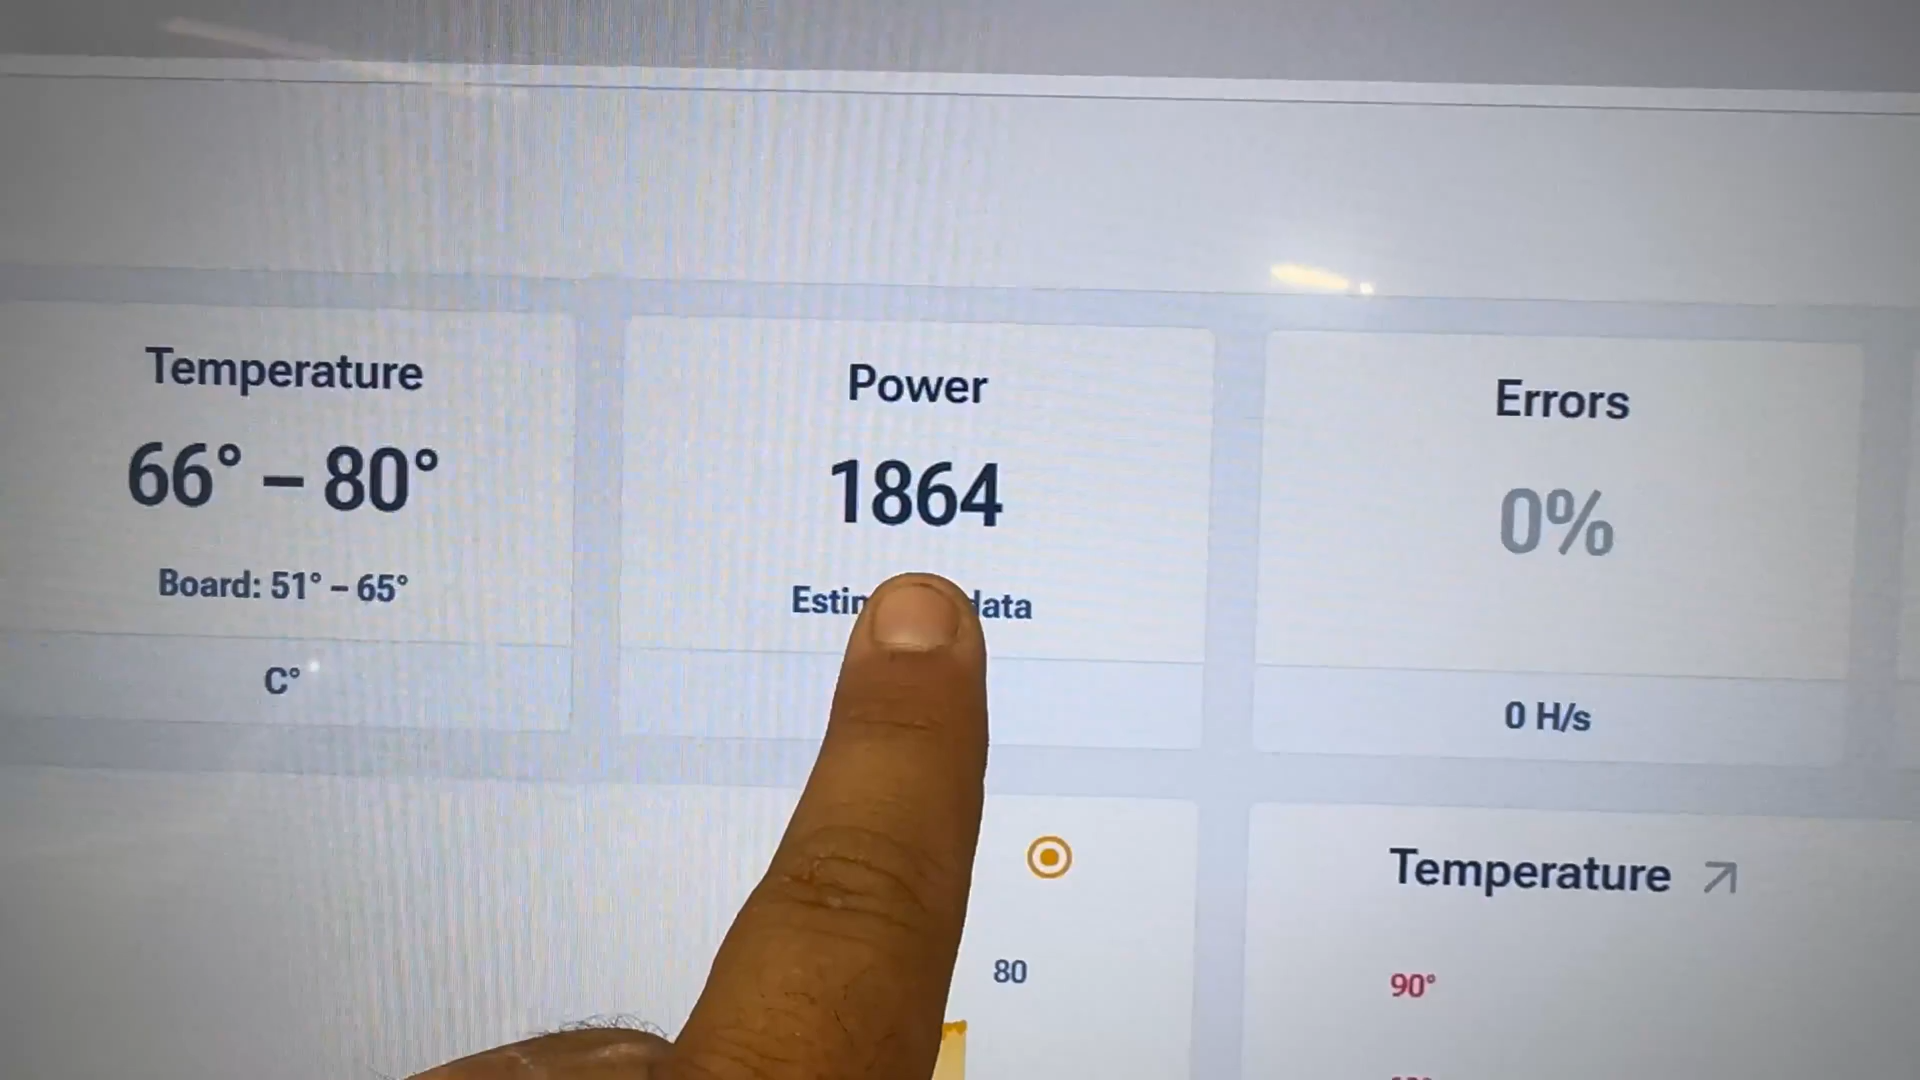 Temperature
66° – 80°
Board: 51° – 65°
C°
Power
1864
Errors
0%
0 H/s
80
Temperature
90°